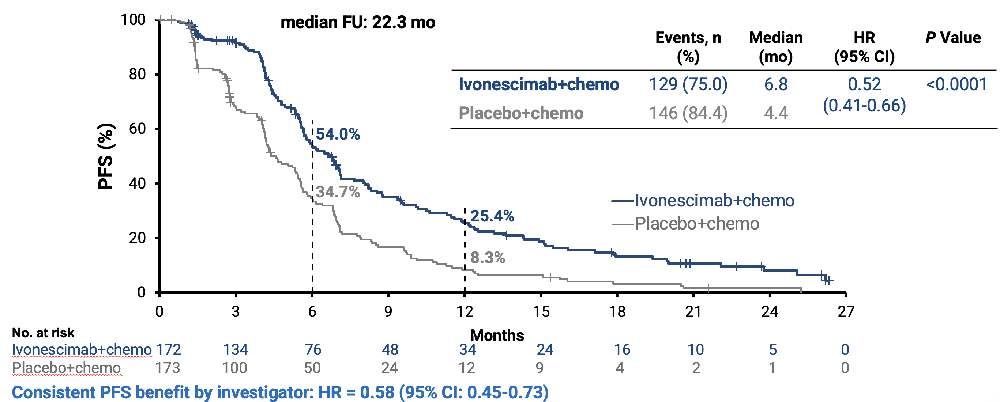 median FU: 22.3 mo
Events, n (%) Median (mo) HR (95% CI) P Value
Ivonescimab+chemo 129 (75.0) 6.8 0.52 (0.41-0.66) <0.0001
Placebo+chemo 146 (84.4) 4.4
PFS (%)
100
80
60
40
20
0
54.0%
34.7%
25.4%
8.3%
Ivonescimab+chemo
Placebo+chemo
0 3 6 9 12 15 18 21 24 27
Months
No. at risk
Ivonescimab+chemo 172 134 76 48 34 24 16 10 5 0
Placebo+chemo 173 100 50 24 12 9 4 2 1 0
Consistent PFS benefit by investigator: HR = 0.58 (95% CI: 0.45-0.73)